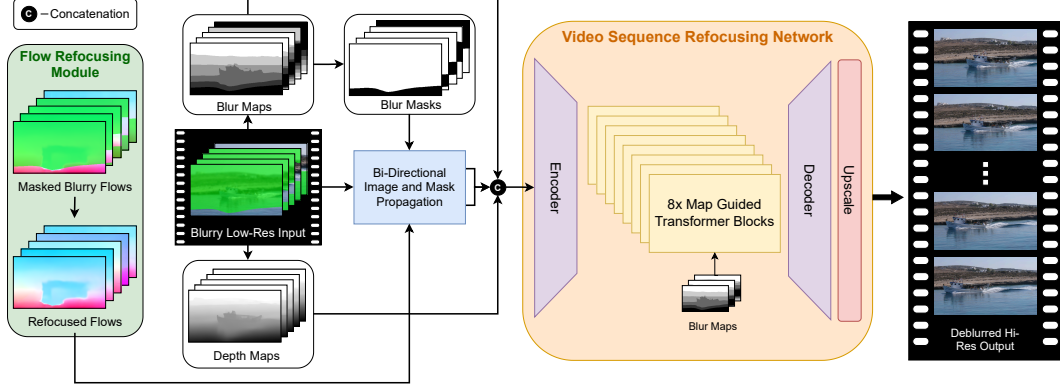 C – Concatenation
Flow Refocusing
Module
Masked Blurry Flows
Refocused Flows
Blur Maps
Blur Masks
Blurry Low-Res Input
Bi-Directional
Image and Mask
Propagation
C
Depth Maps
Video Sequence Refocusing Network
Encoder
8x Map Guided
Transformer Blocks
Blur Maps
Decoder
Upscale
Deblurred Hi-
Res Output